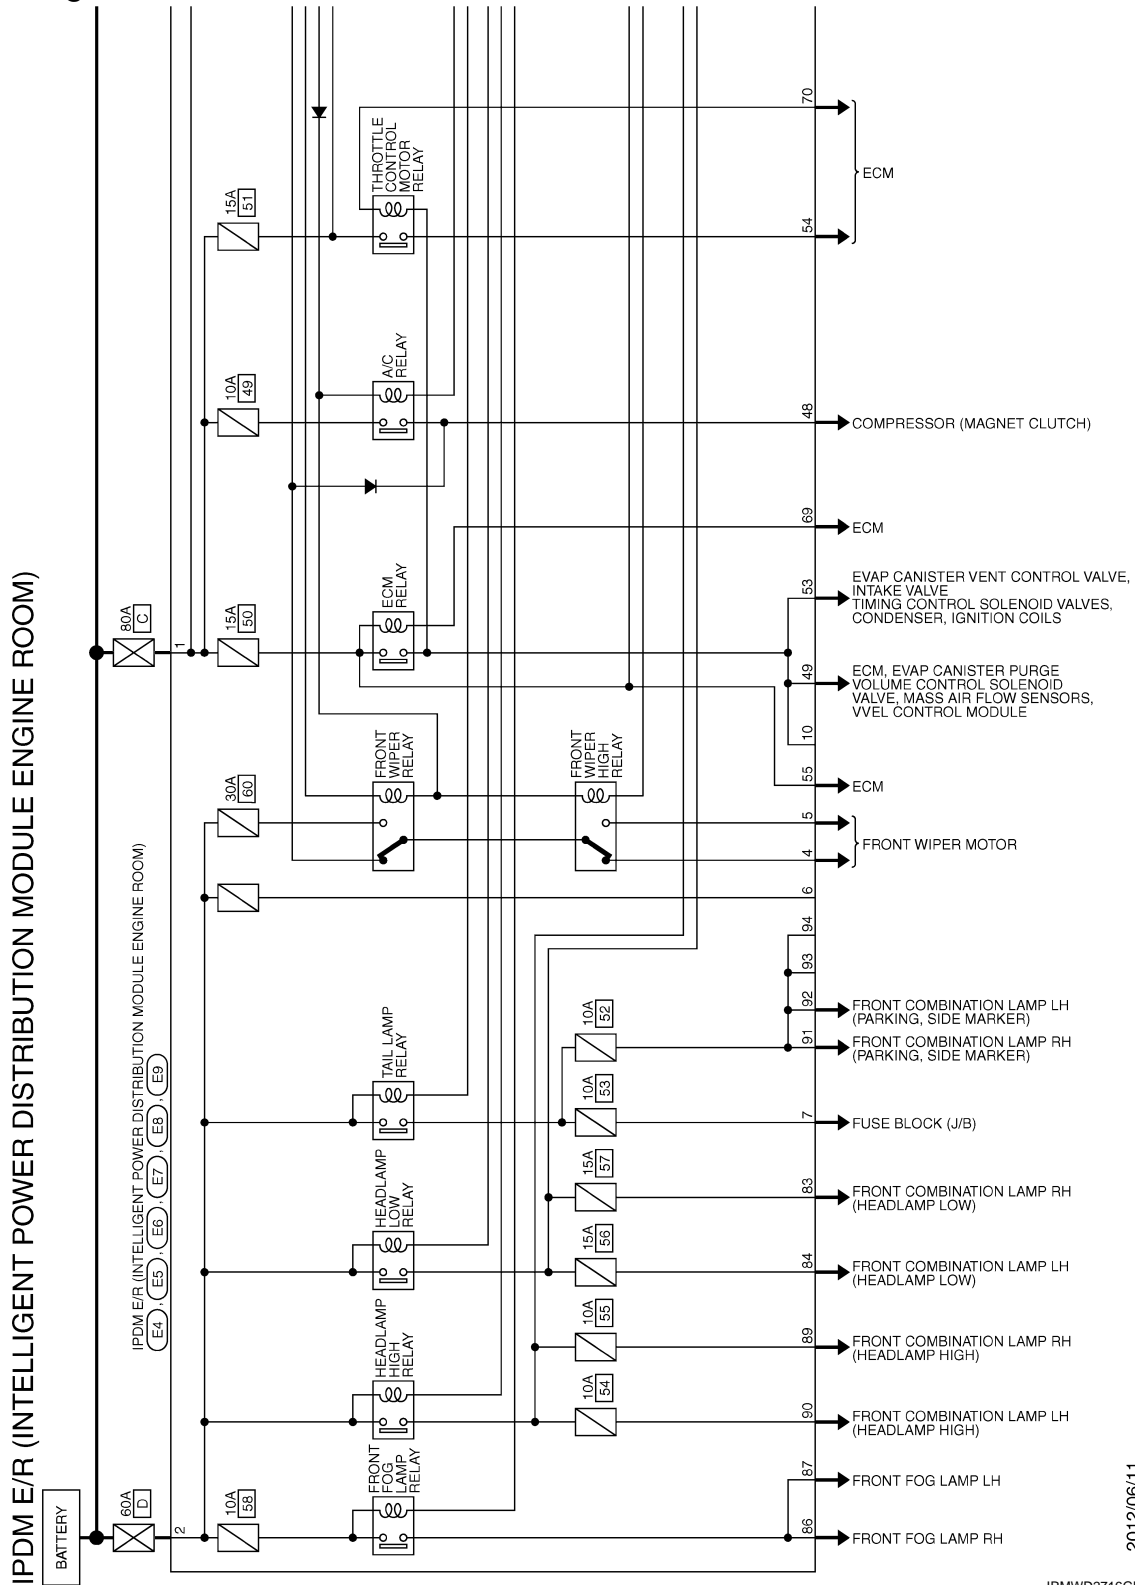 IPDM E/R (INTELLIGENT POWER DISTRIBUTION MODULE ENGINE ROOM)
BATTERY
60A
D
2
80A
C
1
IPDM E/R (INTELLIGENT POWER DISTRIBUTION MODULE ENGINE ROOM)
E4 , E5 , E6 , E7 , E8 , E9
15A
51
10A
49
15A
50
30A
60
10A
58
THROTTLE
CONTROL
MOTOR
RELAY
A/C
RELAY
ECM
RELAY
FRONT
WIPER
RELAY
FRONT
WIPER
HIGH
RELAY
TAIL LAMP
RELAY
HEADLAMP
LOW
RELAY
HEADLAMP
HIGH
RELAY
FRONT
FOG
LAMP
RELAY
10A
52
10A
53
15A
57
15A
56
10A
55
10A
54
70
54
ECM
48
COMPRESSOR (MAGNET CLUTCH)
69
ECM
53
EVAP CANISTER VENT CONTROL VALVE,
INTAKE VALVE
TIMING CONTROL SOLENOID VALVES,
CONDENSER, IGNITION COILS
49
ECM, EVAP CANISTER PURGE
VOLUME CONTROL SOLENOID
VALVE, MASS AIR FLOW SENSORS,
VVEL CONTROL MODULE
10
55
ECM
5
4
FRONT WIPER MOTOR
6
94
93
92
FRONT COMBINATION LAMP LH
(PARKING, SIDE MARKER)
91
FRONT COMBINATION LAMP RH
(PARKING, SIDE MARKER)
7
FUSE BLOCK (J/B)
83
FRONT COMBINATION LAMP RH
(HEADLAMP LOW)
84
FRONT COMBINATION LAMP LH
(HEADLAMP LOW)
89
FRONT COMBINATION LAMP RH
(HEADLAMP HIGH)
90
FRONT COMBINATION LAMP LH
(HEADLAMP HIGH)
87
FRONT FOG LAMP LH
86
FRONT FOG LAMP RH
2012/06/11